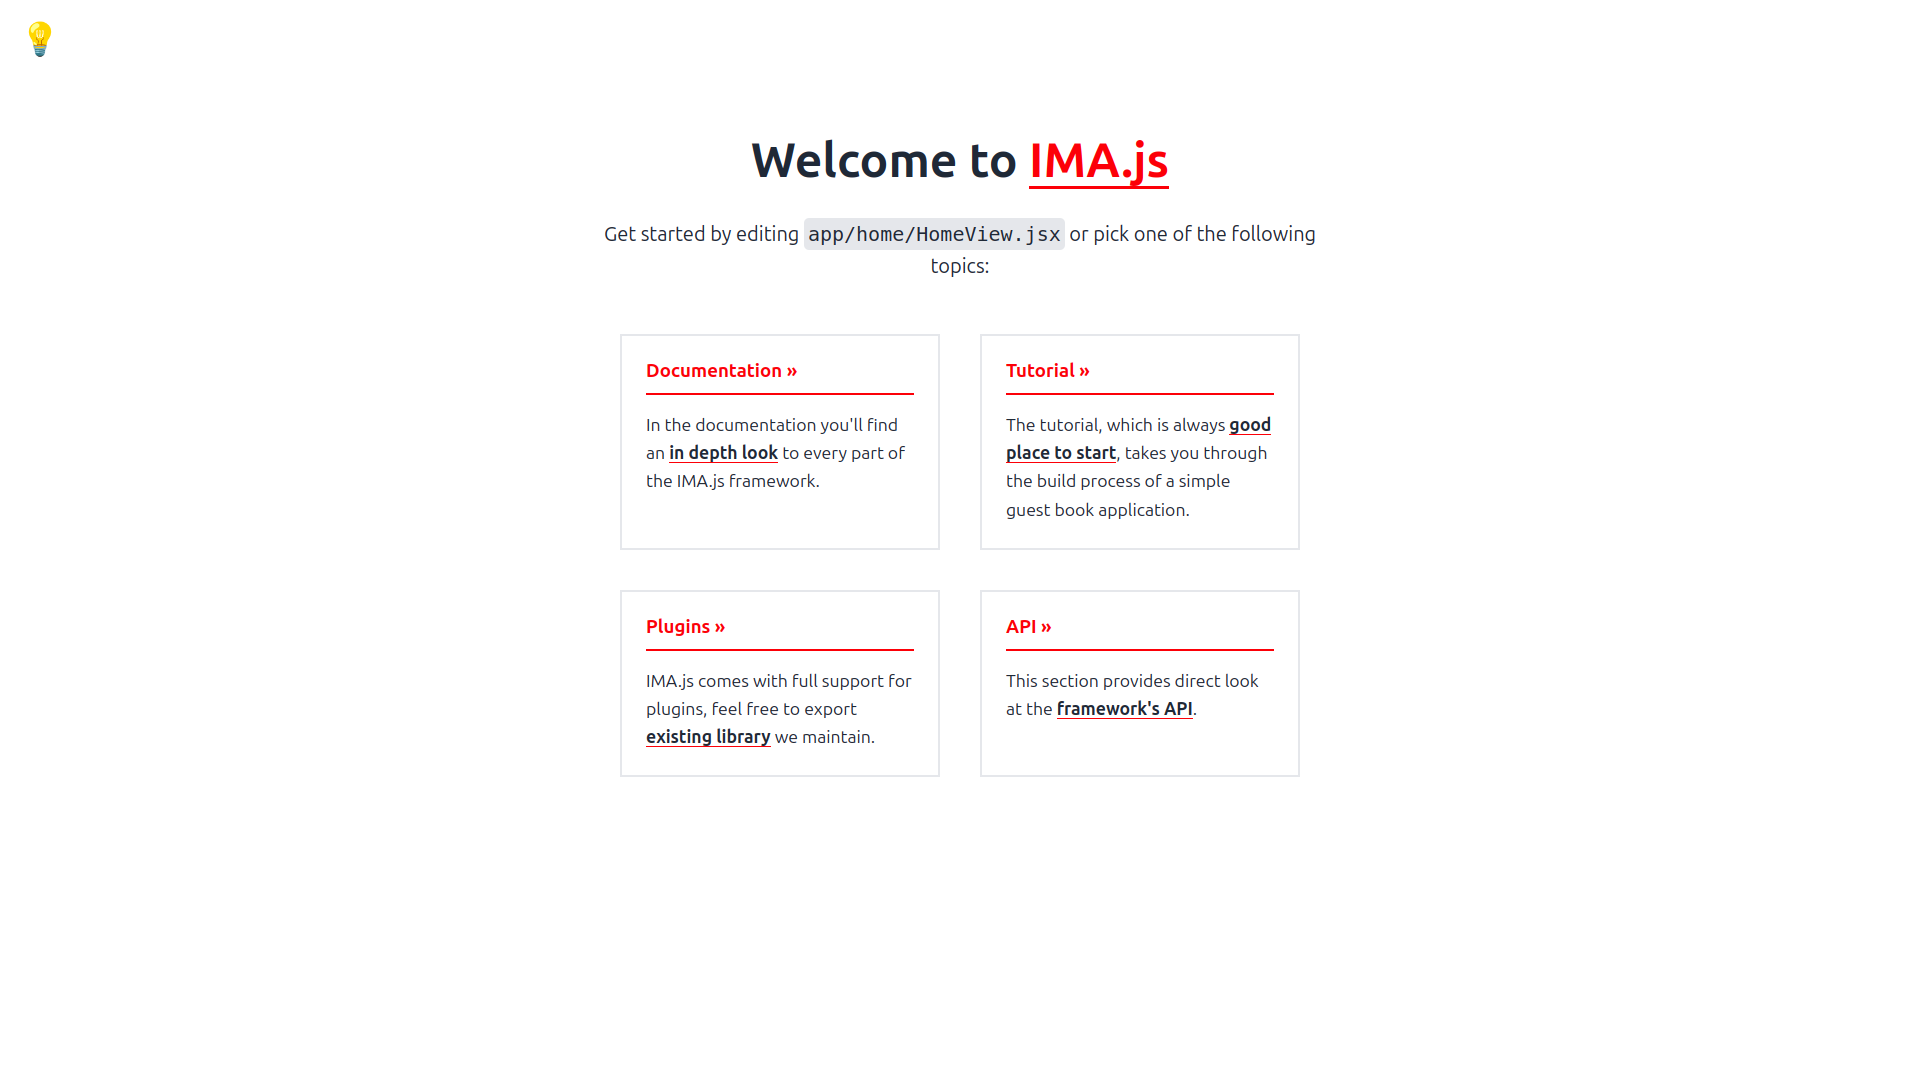 Welcome to IMA.js
Get started by editing app/home/HomeView.jsx or pick one of the following
topics:
Documentation »
In the documentation you'll find
an in depth look to every part of
the IMA.js framework.
Tutorial »
The tutorial, which is always good
place to start, takes you through
the build process of a simple
guest book application.
Plugins »
IMA.js comes with full support for
plugins, feel free to export
existing library we maintain.
API »
This section provides direct look
at the framework's API.